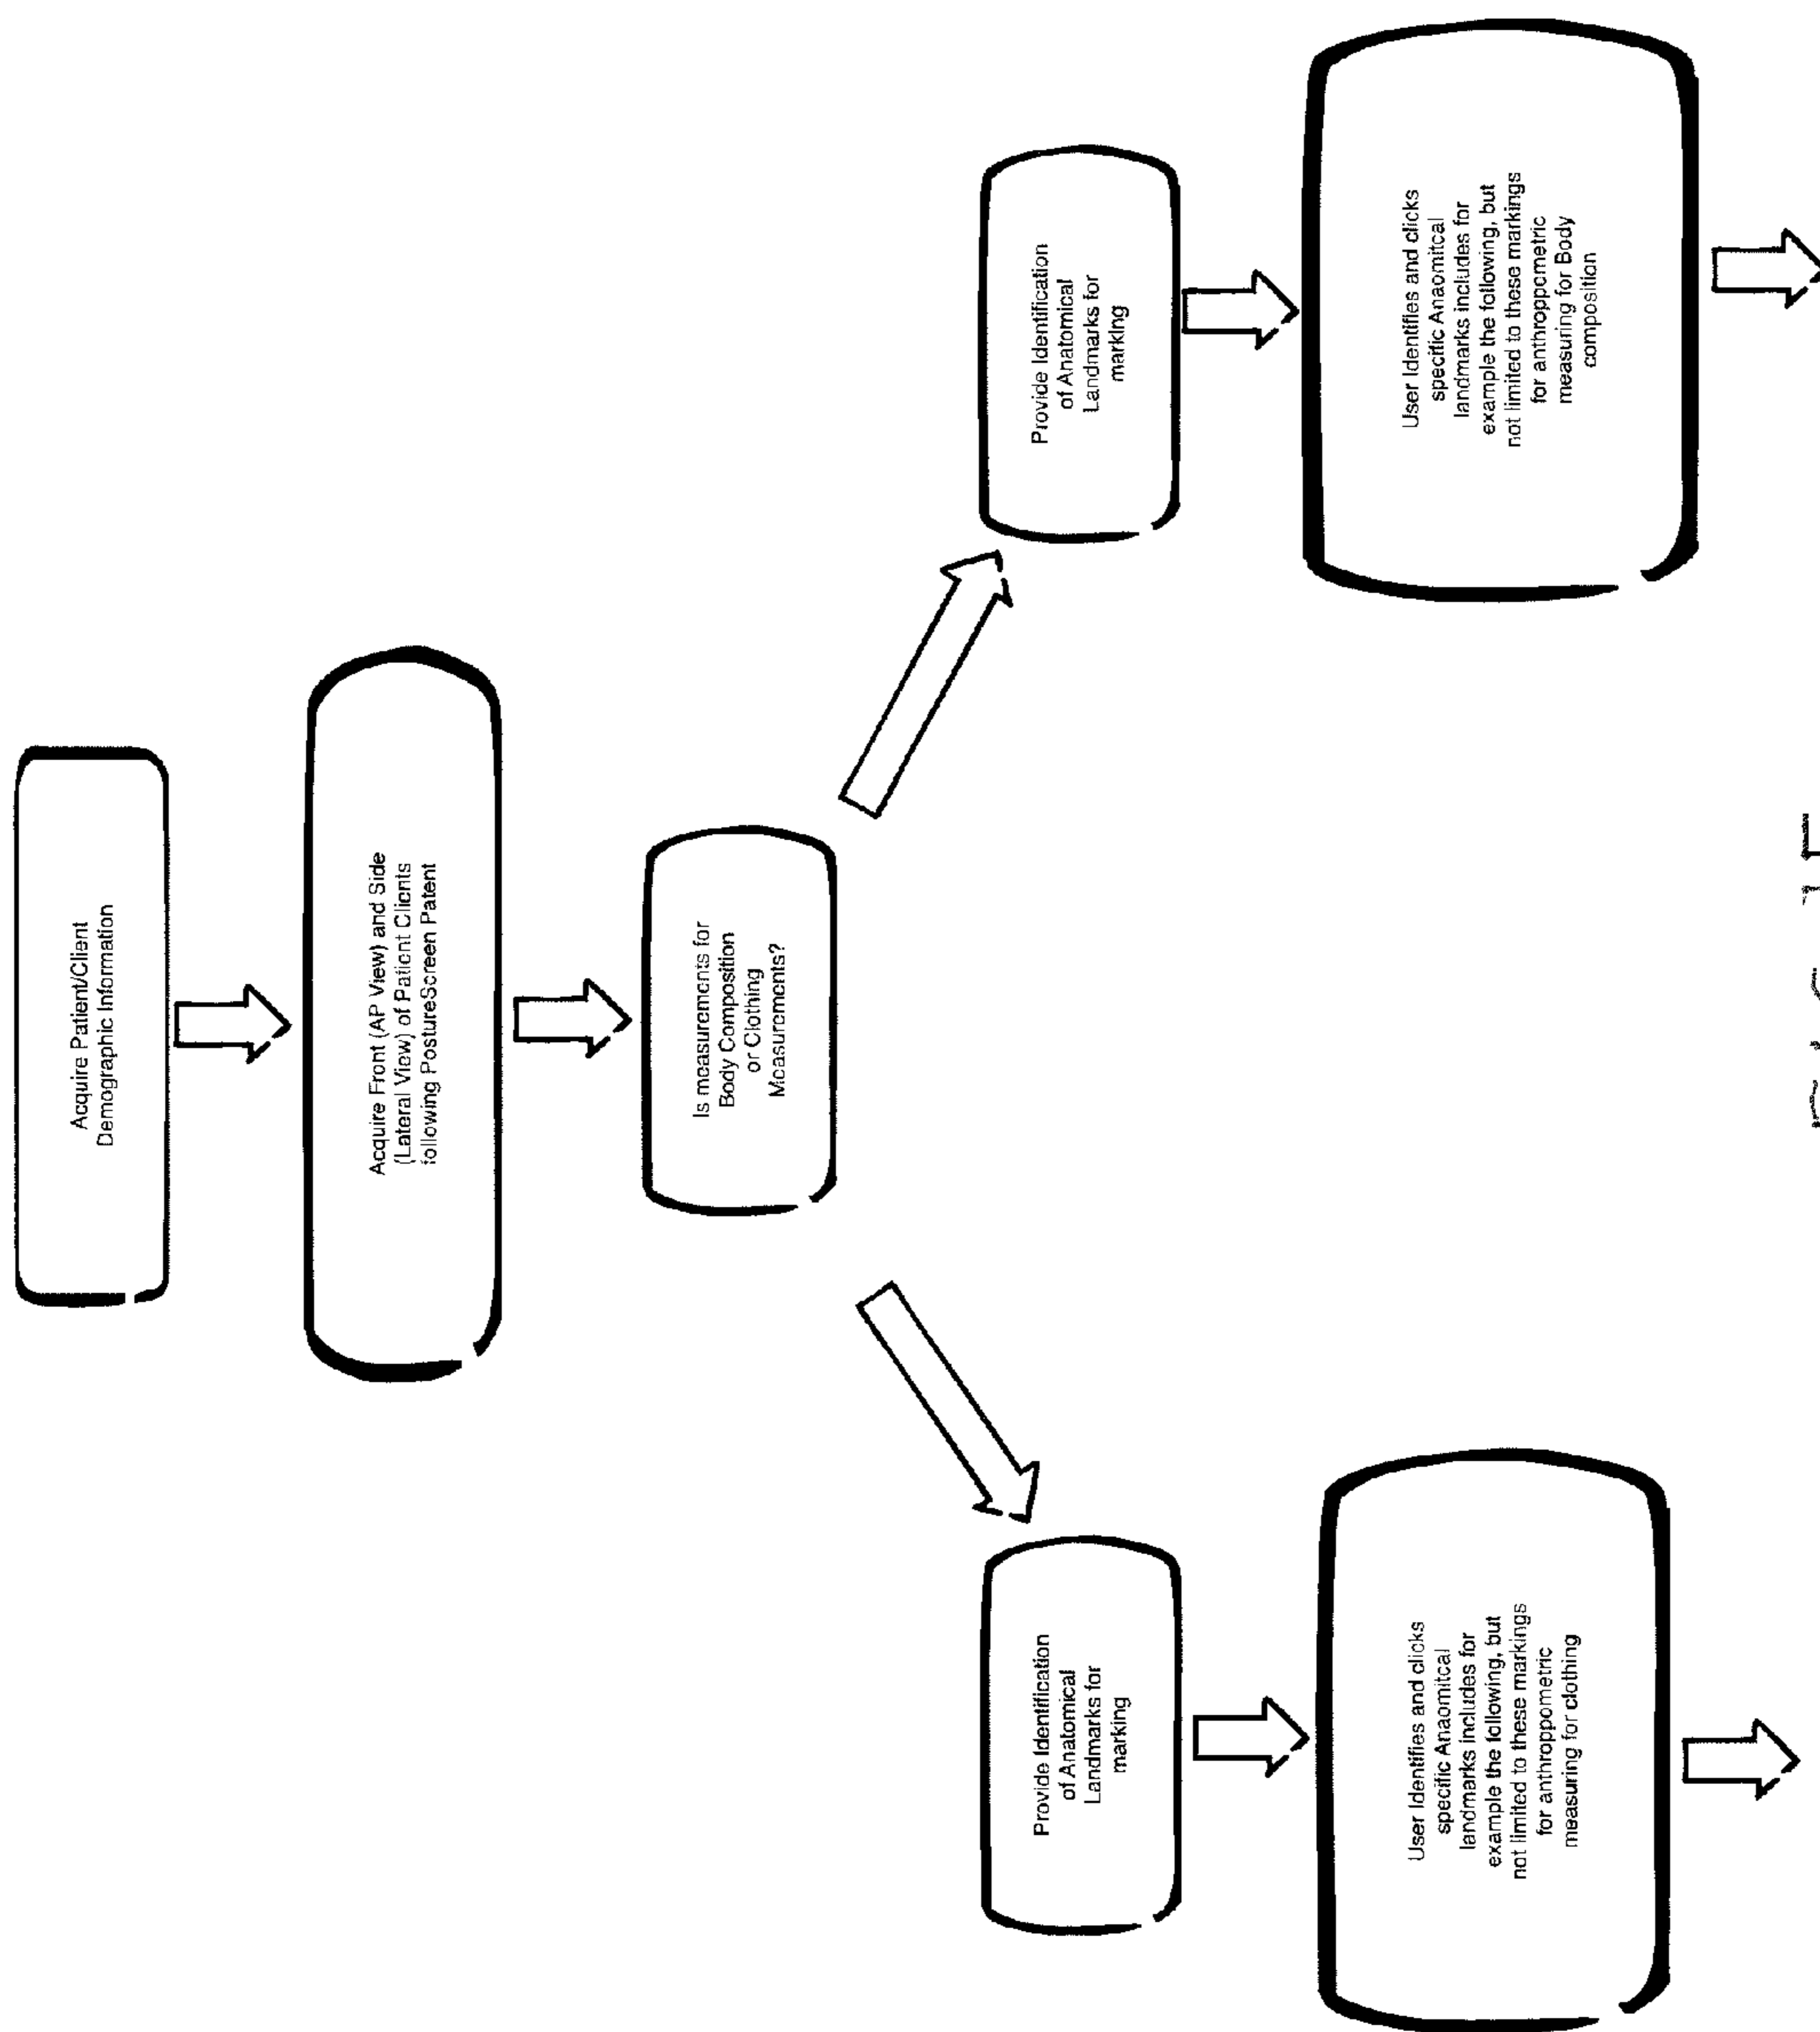 Acquire Patient/Client
Demographic Information
Acquire Front (AP View) and Side
(Lateral View) of Patient Clients
following PostureScreen Patent
Is measurements for
Body Composition
or Clothing
Measurements?
Provide Identification
of Anatomical
Landmarks for
marking
Provide Identification
of Anatomical
Landmarks for
marking
User Identifies and clicks
specific Anaomitcal
landmarks includes for
example the following, but
not limited to these markings
for anthroppometric
measuring for clothing
User Identifies and clicks
specific Anaomitcal
landmarks includes for
example the following, but
not limited to these markings
for anthroppometric
measuring for Body
composition